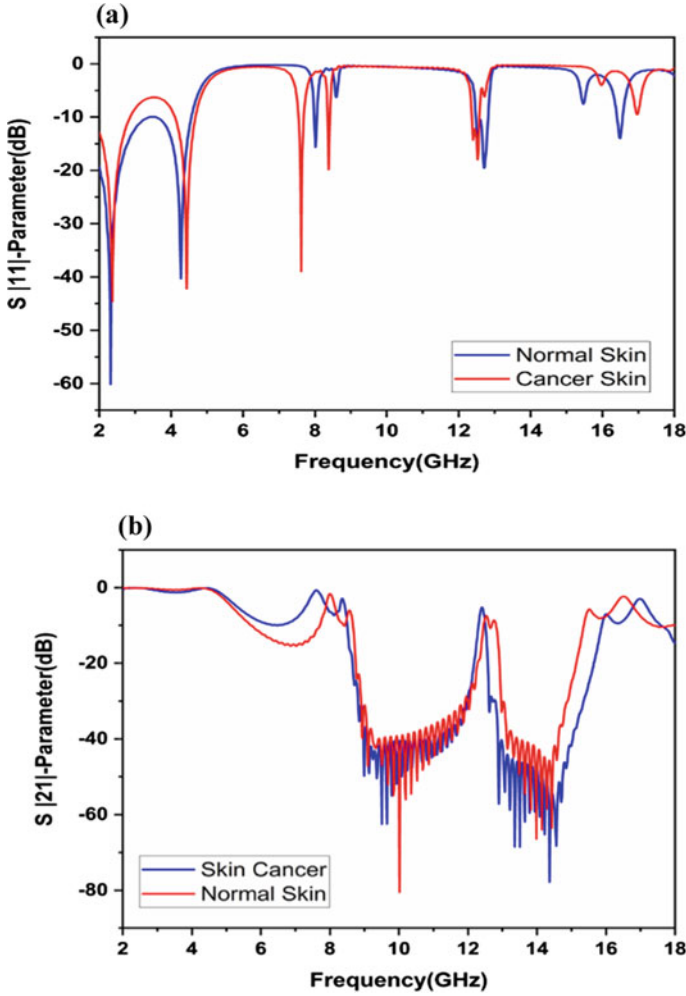 (a)
S |11|-Parameter(dB)
0
-10
-20
-30
-40
-50
-60
Normal Skin
Cancer Skin
2 4 6 8 10 12 14 16 18
Frequency(GHz)
(b)
S |21|-Parameter(dB)
0
-20
-40
-60
-80
Skin Cancer
Normal Skin
2 4 6 8 10 12 14 16 18
Frequency(GHz)